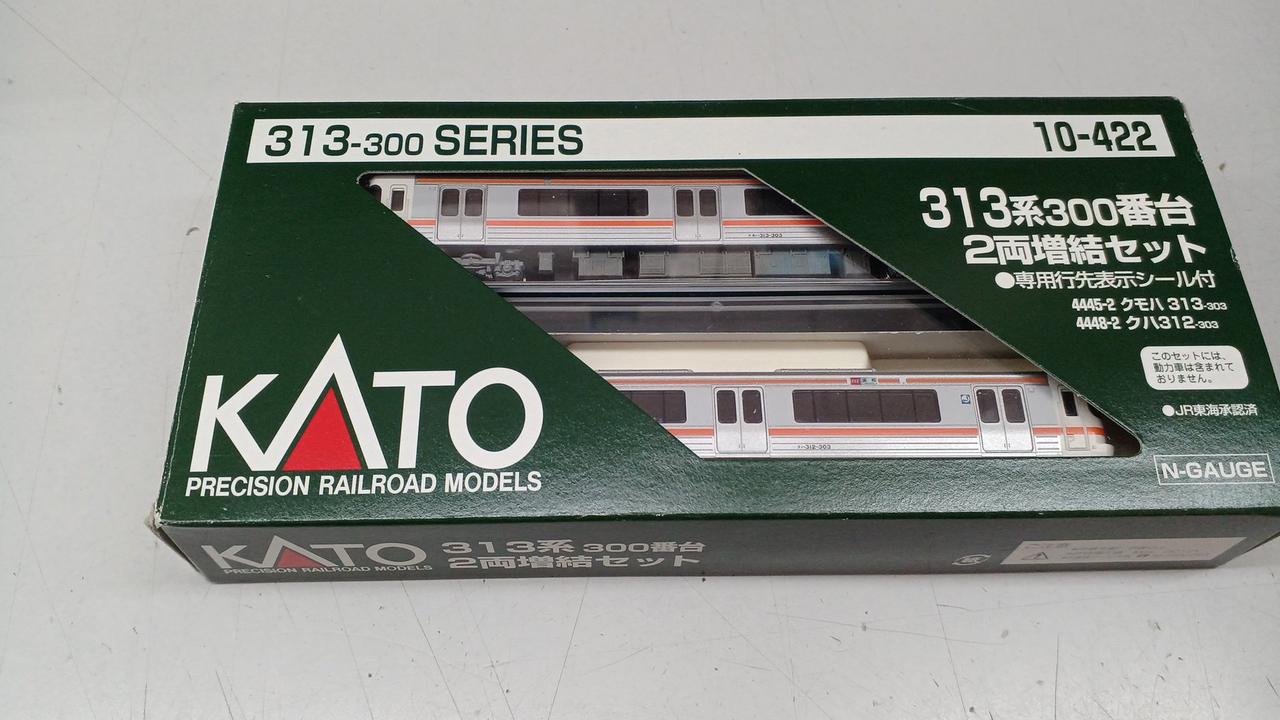 313-300 SERIES
10-422
313系300番台
2両増結セット
●専用行先表示シール付
4445-2 クモハ 313-303
4448-2 クハ312-303
このセットには、
動力車は含まれて
おりません。
●JR東海承認済
N-GAUGE
KATO
PRECISION RAILROAD MODELS
KATO
PRECISION RAILROAD MODELS
313系 300番台
2両増結セット